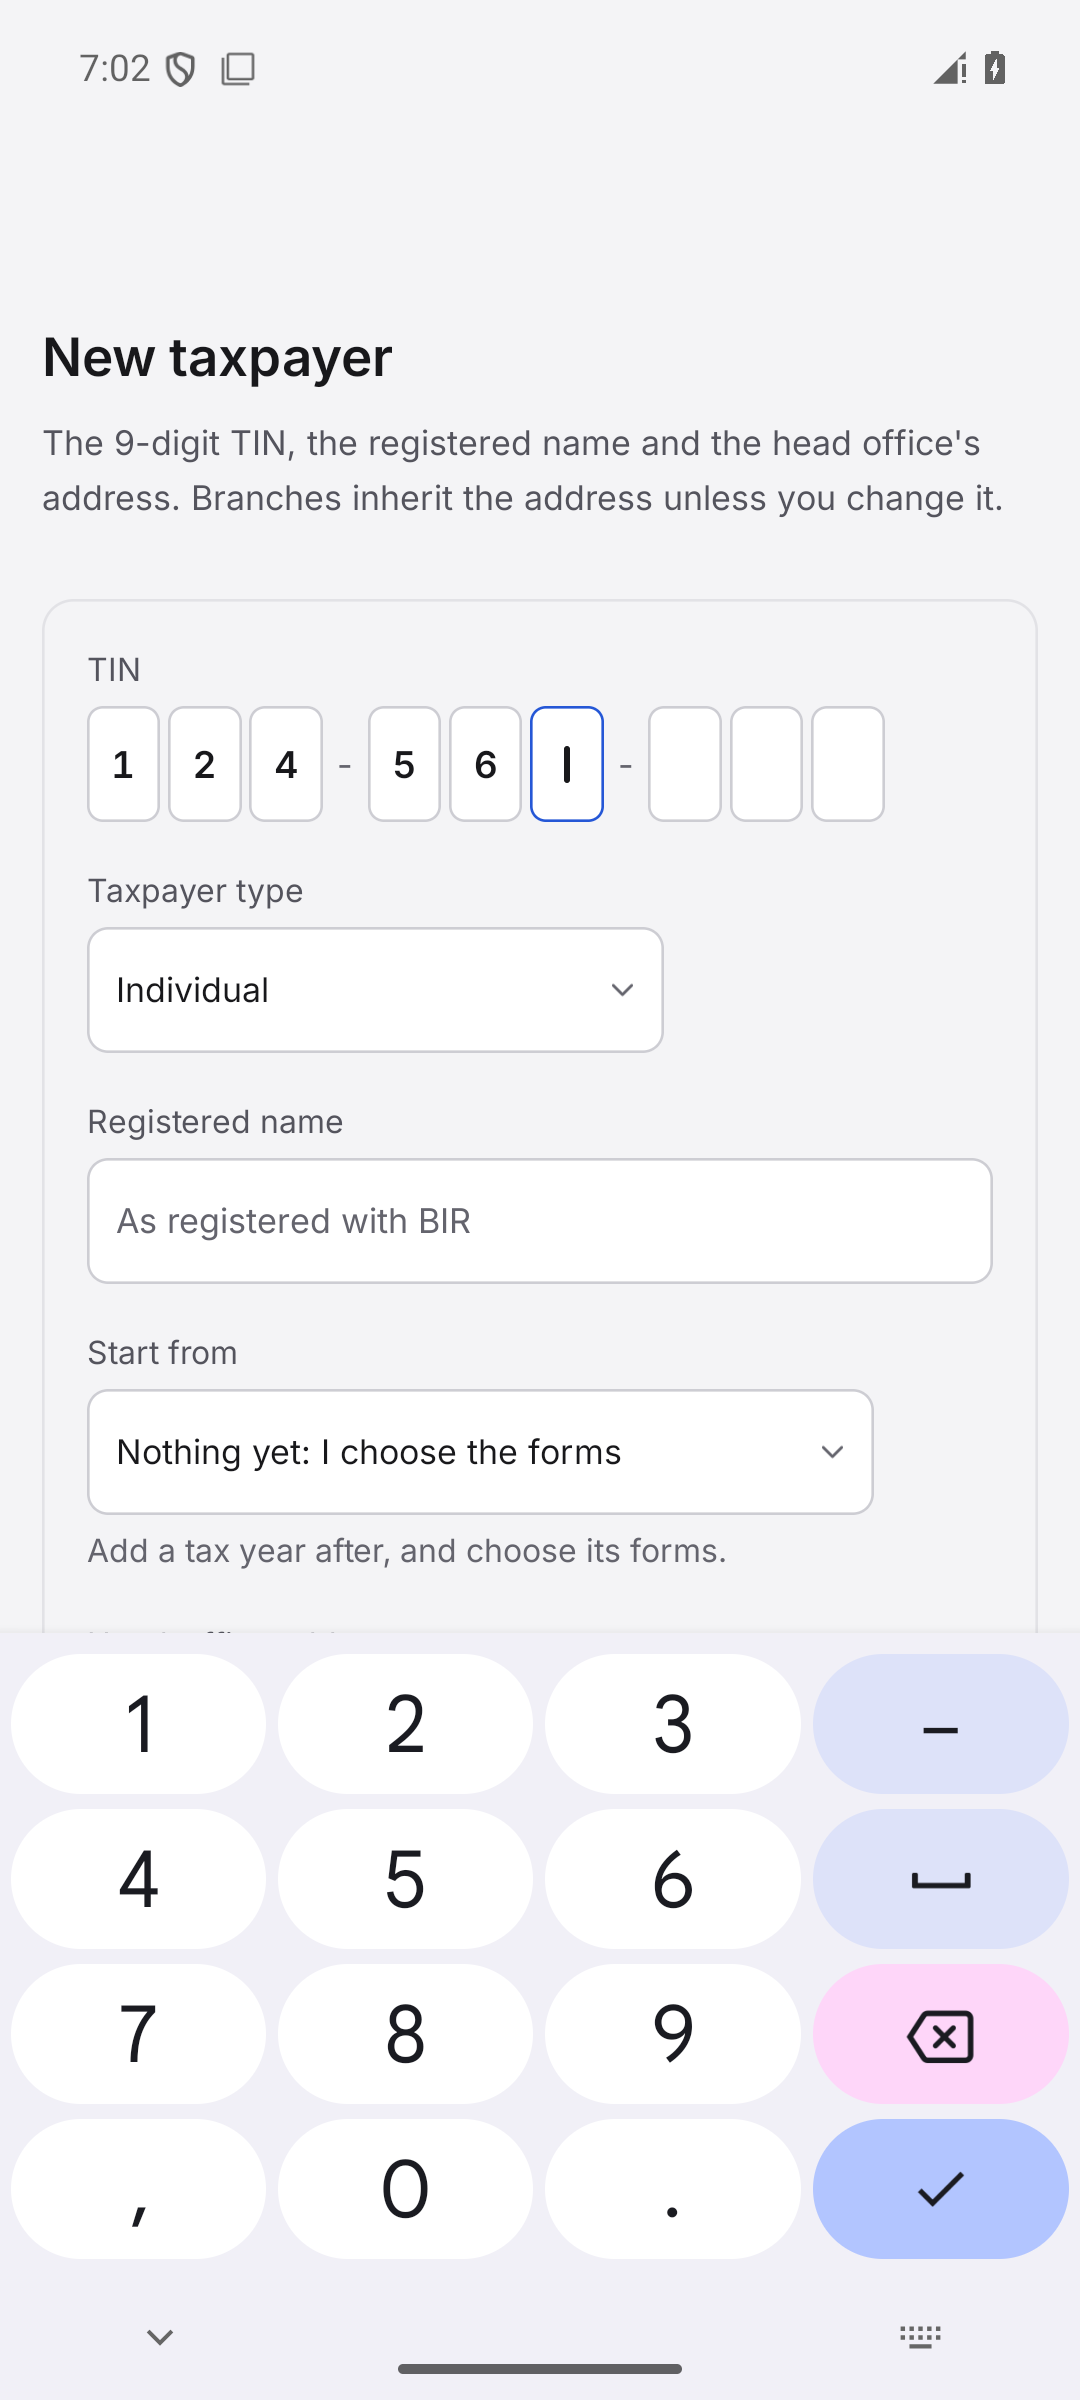 7:02
New taxpayer
The 9-digit TIN, the registered name and the head office's
address. Branches inherit the address unless you change it.
TIN
1 2 4 - 5 6 -
Taxpayer type
Individual
Registered name
As registered with BIR
Start from
Nothing yet: I choose the forms
Add a tax year after, and choose its forms.
1 2 3 –
4 5 6
7 8 9
, 0 .